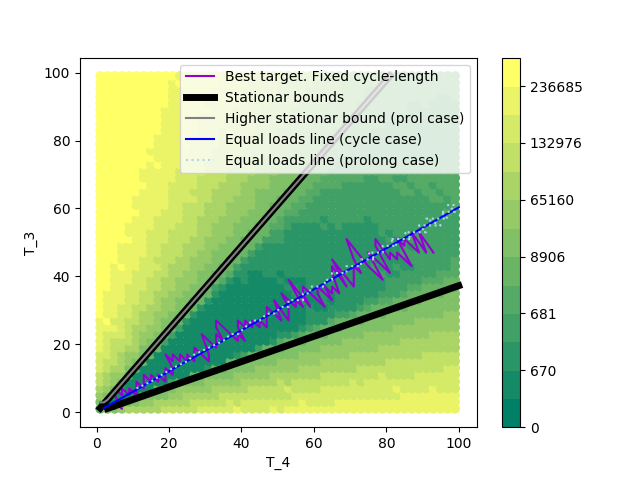 Best target. Fixed cycle-length
Stationar bounds
Higher stationar bound (prol case)
Equal loads line (cycle case)
Equal loads line (prolong case)
100
80
60
40
20
0
T_3
0
20
40
60
80
100
T_4
236685
132976
65160
8906
681
670
0